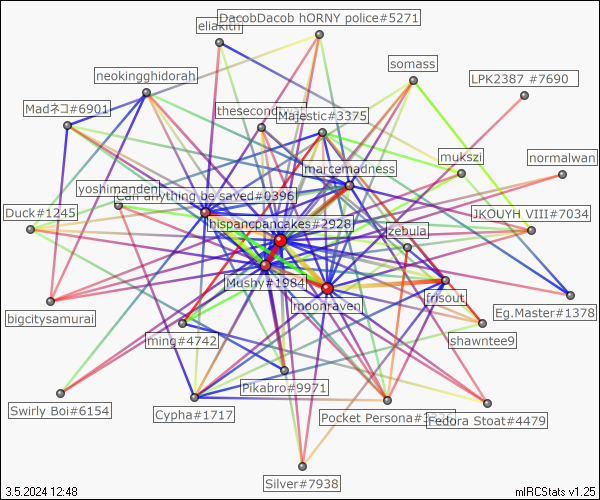 DacobDacob hORNY police#5271
eliakith
somass
neokingghidorah
LPK2387 #7690
Madネコ#6901
Majestic#3375
mukszi
normalwan
marcemadness
yoshimanden
can anything be saved#0396
Duck#1245
JKOUYH VIII#7034
hispancpancakes#2928
zebula
Mushy#1984
frisout
moonraven
Eg.Master#1378
bigcitysamurai
ming#4742
shawntee9
Pikabro#9971
Swirly Boi#6154
Cypha#1717
Pocket
Fedora Stoat#4479
Silver#7938
3.5.2024 12:48
mIRCStats v1.25